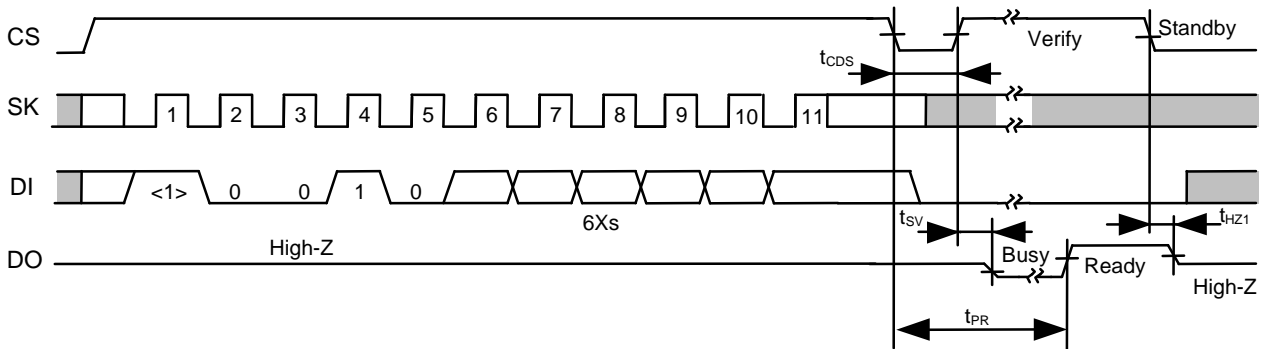 CS
Verify
Standby
tCDS
SK
1 2 3 4 5 6 7 8 9 10 11
DI
<1> 0 0 1 0
6Xs
tSV
tHZ1
DO
High-Z
Busy
Ready
High-Z
tPR